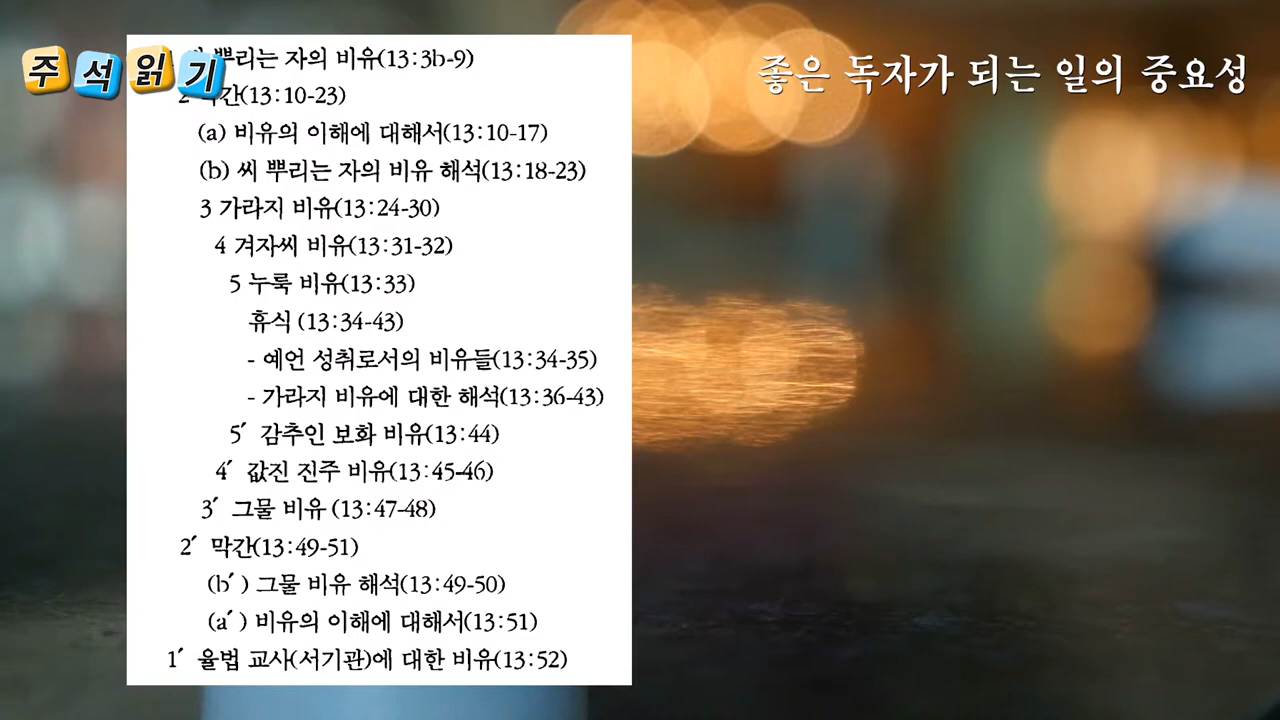 주석읽기
좋은 독자가 되는 일의 중요성
뿌리는 자의 비유(13:3b-9)
2 막간(13:10-23)
(a) 비유의 이해에 대해서(13:10-17)
(b) 씨 뿌리는 자의 비유 해석(13:18-23)
3 가라지 비유(13:24-30)
4 겨자씨 비유(13:31-32)
5 누룩 비유(13:33)
휴식 (13:34-43)
- 예언 성취로서의 비유들(13:34-35)
- 가라지 비유에 대한 해석(13:36-43)
5′ 감추인 보화 비유(13:44)
4′ 값진 진주 비유(13:45-46)
3′ 그물 비유 (13:47-48)
2′ 막간(13:49-51)
(b′) 그물 비유 해석(13:49-50)
(a′) 비유의 이해에 대해서(13:51)
1′ 율법 교사(서기관)에 대한 비유(13:52)